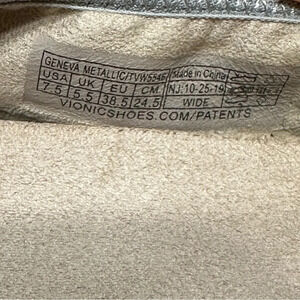 GENEVA METALLIC/TVW5545 Made in China
USA UK EU CM NJ:10-25-19
7.5 5.5 38.5 24.5 WIDE
VIONICSHOES.COM/PATENTS